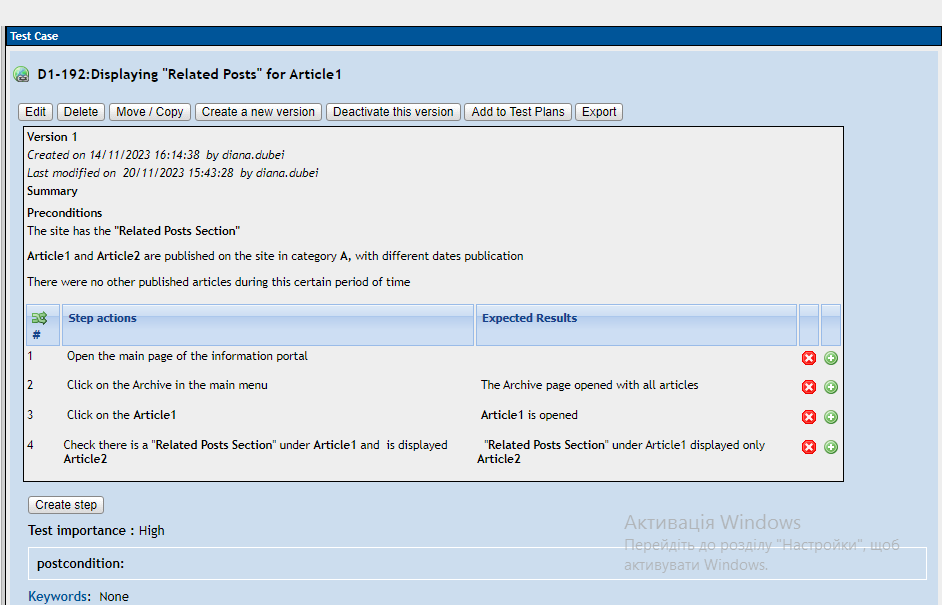 Test Case
D1-192:Displaying "Related Posts" for Article1
Edit Delete Move / Copy Create a new version Deactivate this version Add to Test Plans Export
Version 1
Created on 14/11/2023 16:14:38 by diana.dubei
Last modified on 20/11/2023 15:43:28 by diana.dubei
Summary
Preconditions
The site has the "Related Posts Section"
Article1 and Article2 are published on the site in category A, with different dates publication
There were no other published articles during this certain period of time
# Step actions Expected Results
1 Open the main page of the information portal
2 Click on the Archive in the main menu The Archive page opened with all articles
3 Click on the Article1 Article1 is opened
4 Check there is a "Related Posts Section" under Article1 and is displayed "Related Posts Section" under Article1 displayed only
Article2 Article2
Create step
Test importance : High
Активація Windows
Перейдіть до розділу "Настройки", щоб
postcondition:
активувати Windows.
Keywords: None